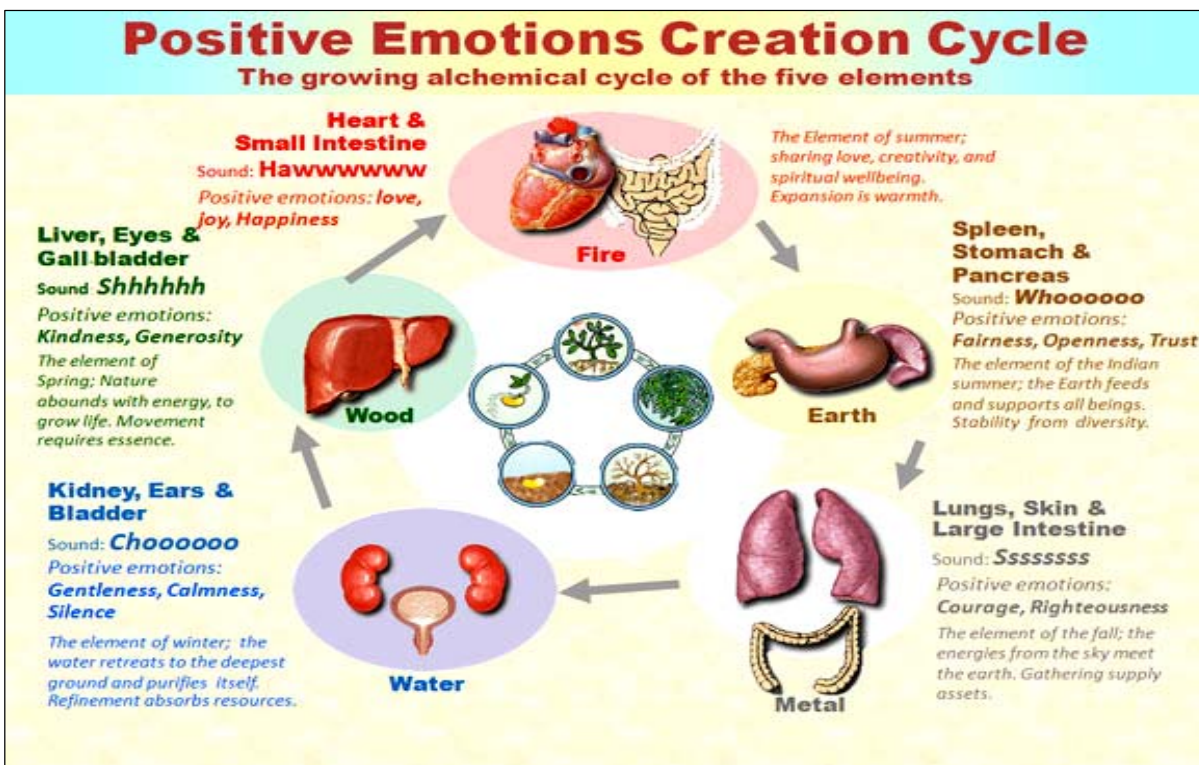 Positive Emotions Creation Cycle
The growing alchemical cycle of the five elements
Heart &
Small Intestine
Sound: Hawwwwwww
Positive emotions: love,
joy, Happiness
Fire
The Element of summer;
sharing love, creativity, and
spiritual wellbeing.
Expansion is warmth.
Spleen,
Stomach &
Pancreas
Sound: Whoooooo
Positive emotions:
Fairness, Openness, Trust
The element of the Indian
summer; the Earth feeds
and supports all beings.
Stability from diversity.
Earth
Lungs, Skin &
Large Intestine
Sound: Ssssssss
Positive emotions:
Courage, Righteousness
The element of the fall; the
energies from the sky meet
the earth. Gathering supply
assets.
Metal
Kidney, Ears &
Bladder
Sound: Choooooo
Positive emotions:
Gentleness, Calmness,
Silence
The element of winter; the
water retreats to the deepest
ground and purifies itself.
Refinement absorbs resources.
Water
Liver, Eyes &
Gall bladder
Sound Shhhhhh
Positive emotions:
Kindness, Generosity
The element of
Spring; Nature
abounds with energy, to
grow life. Movement
requires essence.
Wood